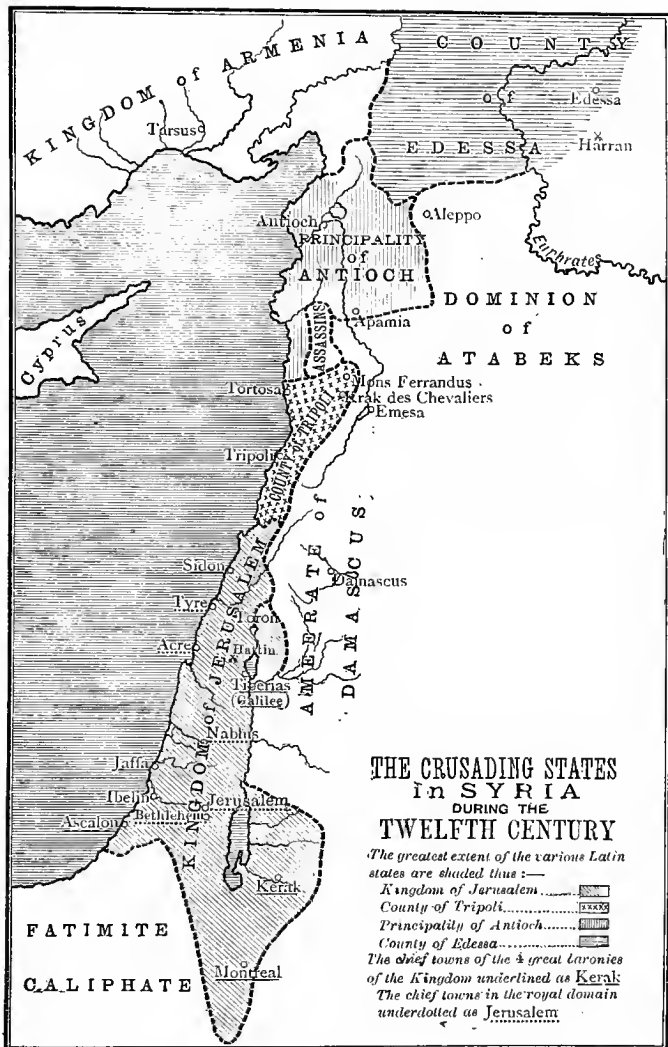 KINGDOM of ARMENIA
COUNTY
of
EDESSA
Edessa
Harran
Tarsus
Antioch
PRINCIPALITY
of
ANTIOCH
Aleppo
Euphrates
DOMINION
of
ATABEKS
Cyprus
Apamia
ASSASSINS
Tortosa
Mons Ferrandus
Krak des Chevaliers
Emesa
Tripoli
COUNTY of TRIPOLI
AMEERATE of
DAMASCUS
Damascus
Sidon
Tyre
Toron
Acre
Hattin
Tiberias
(Galilee)
KINGDOM of JERUSALEM
Nablus
Jaffa
Ibelin
Jerusalem
Bethlehem
Ascalon
Kerak
Montreal
FATIMITE
CALIPHATE
THE CRUSADING STATES
in SYRIA
DURING THE
TWELFTH CENTURY
The greatest extent of the various Latin
states are shaded thus :—
Kingdom of Jerusalem
County of Tripoli
Principality of Antioch
County of Edessa
The chief towns of the 4 great baronies
of the Kingdom underlined as Kerak
The chief towns in the royal domain
underdotted as Jerusalem